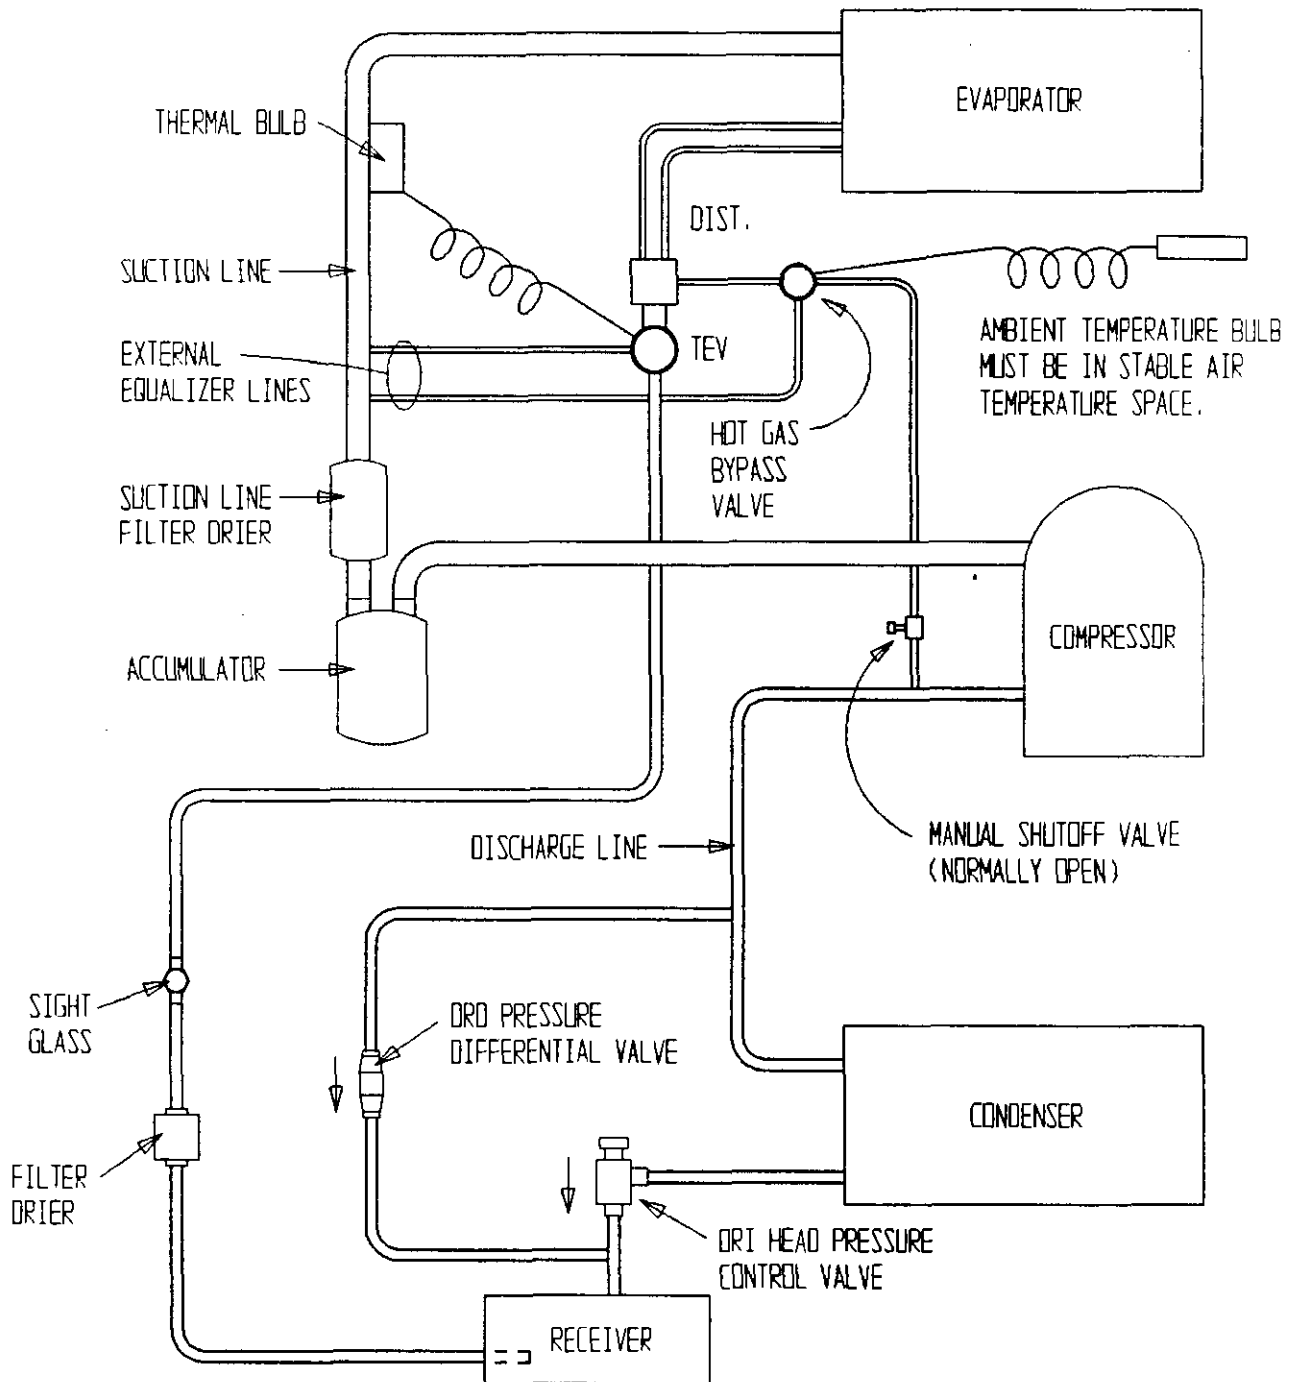 EVAPORATOR
THERMAL BULB
DIST.
SUCTION LINE
AMBIENT TEMPERATURE BULB
MUST BE IN STABLE AIR
TEMPERATURE SPACE.
EXTERNAL
EQUALIZER LINES
TEV
HOT GAS
BYPASS
VALVE
SUCTION LINE
FILTER DRIER
COMPRESSOR
ACCUMULATOR
DISCHARGE LINE
MANUAL SHUTOFF VALVE
(NORMALLY OPEN)
SIGHT
GLASS
ORD PRESSURE
DIFFERENTIAL VALVE
CONDENSER
FILTER
DRIER
ORI HEAD PRESSURE
CONTROL VALVE
RECEIVER